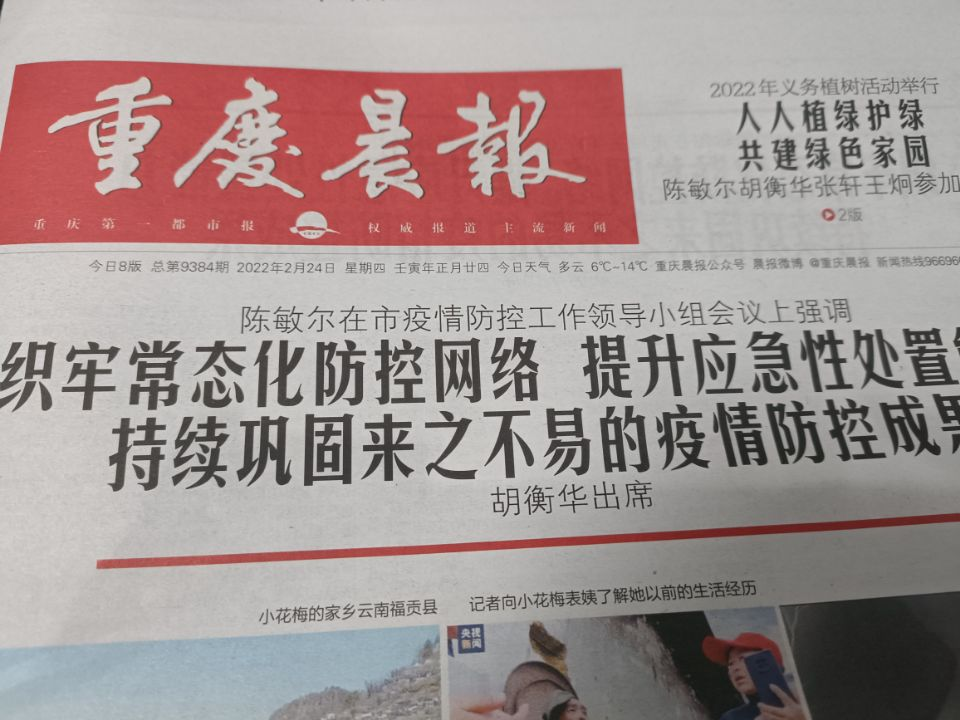 重慶晨報
重庆第一都市报 权威报道 主流新闻
2022年义务植树活动举行
人人植绿护绿
共建绿色家园
陈敏尔胡衡华张轩王炯参加
2版
今日8版 总第9384期 2022年2月24日 星期四 壬寅年正月廿四 今日天气 多云 6℃~14℃ 重庆晨报公众号 晨报微博 @重庆晨报 新闻热线966966
陈敏尔在市疫情防控工作领导小组会议上强调
织牢常态化防控网络 提升应急性处置
持续巩固来之不易的疫情防控成果
胡衡华出席
小花梅的家乡云南福贡县
记者向小花梅表姨了解她以前的生活经历
央视
新闻